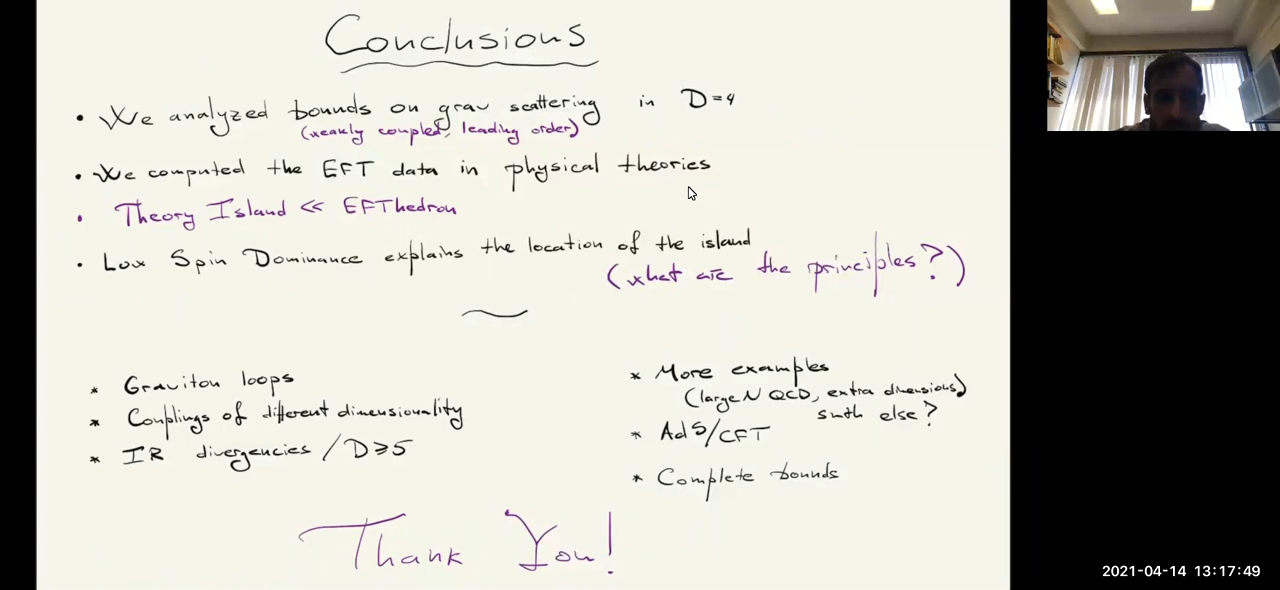 Conclusions
• We analyzed bounds on grav scattering in D=4
(weakly coupled, leading order)
• We computed the EFT data in physical theories
• Theory Island << EFThedron
• Low Spin Dominance explains the location of the island
(what are the principles?)
* Graviton loops
* Couplings of different dimensionality
* IR divergencies / D⩾5
* More examples
(large N QCD, extra dimensions)
smth else?
* AdS/CFT
* Complete bounds
Thank You!
2021-04-14 13:17:49